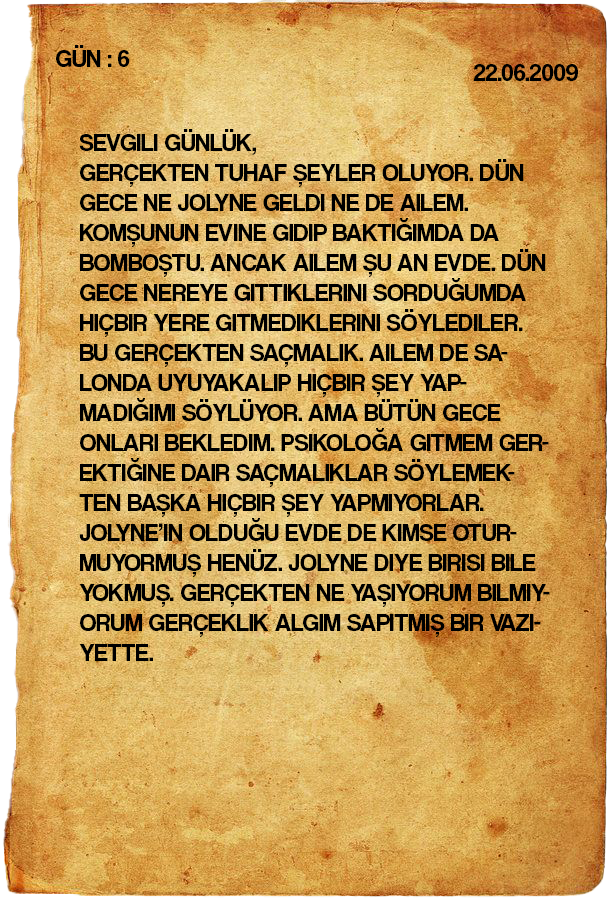 GÜN : 6
22.06.2009
SEVGILI GÜNLÜK,
GERÇEKTEN TUHAF ŞEYLER OLUYOR. DÜN
GECE NE JOLYNE GELDI NE DE AILEM.
KOMŞUNUN EVINE GIDIP BAKTIĞIMDA DA
BOMBOŞTU. ANCAK AILEM ŞU AN EVDE. DÜN
GECE NEREYE GITTIKLERINI SORDUĞUMDA
HIÇBIR YERE GITMEDIKLERINI SÖYLEDILER.
BU GERÇEKTEN SAÇMALIK. AILEM DE SA-
LONDA UYUYAKALIP HIÇBIR ŞEY YAP-
MADIĞIMI SÖYLÜYOR. AMA BÜTÜN GECE
ONLARI BEKLEDIM. PSIKOLOĞA GITMEM GER-
EKTIĞINE DAIR SAÇMALIKLAR SÖYLEMEK-
TEN BAŞKA HIÇBIR ŞEY YAPMIYORLAR.
JOLYNE'IN OLDUĞU EVDE DE KIMSE OTUR-
MUYORMUŞ HENÜZ. JOLYNE DIYE BIRISI BILE
YOKMUŞ. GERÇEKTEN NE YAŞIYORUM BILMIY-
ORUM GERÇEKLIK ALGIM SAPITMIŞ BIR VAZI-
YETTE.